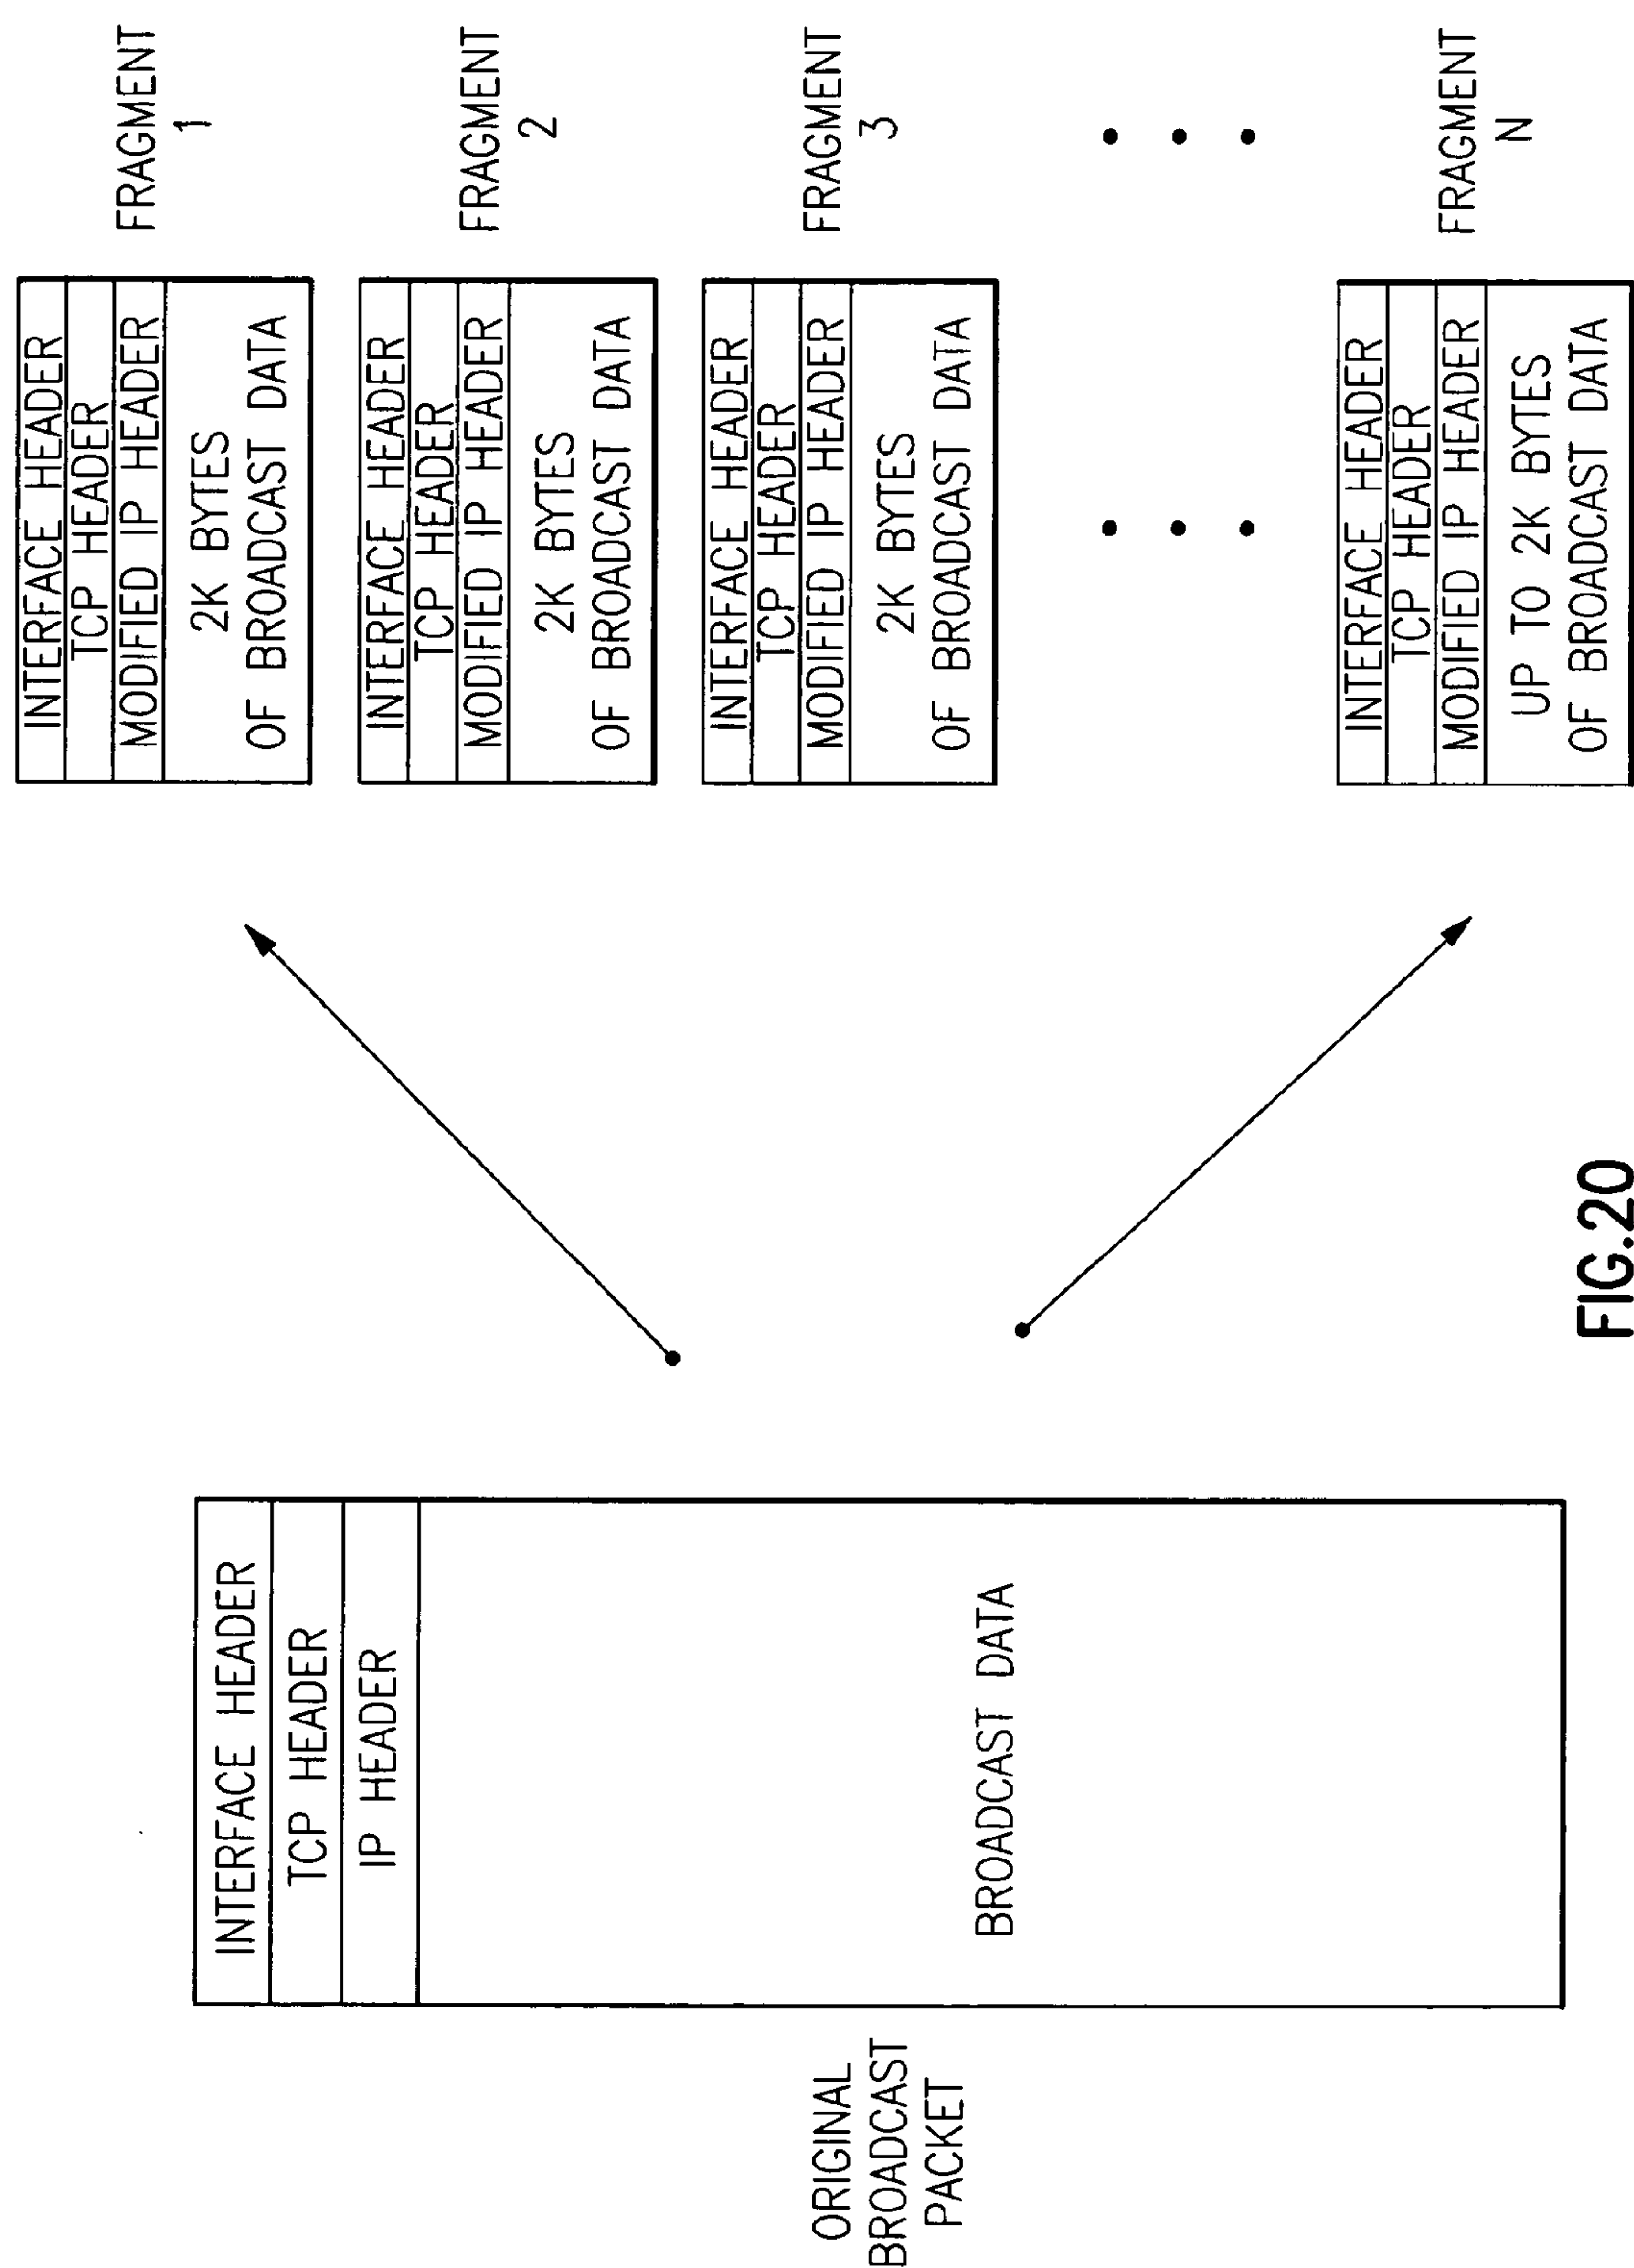 ORIGINAL
BROADCAST
PACKET
INTERFACE HEADER
TCP HEADER
IP HEADER
BROADCAST DATA
INTERFACE HEADER
TCP HEADER
MODIFIED IP HEADER
2K BYTES
OF BROADCAST DATA
FRAGMENT
1
INTERFACE HEADER
TCP HEADER
MODIFIED IP HEADER
2K BYTES
OF BROADCAST DATA
FRAGMENT
2
INTERFACE HEADER
TCP HEADER
MODIFIED IP HEADER
2K BYTES
OF BROADCAST DATA
FRAGMENT
3
INTERFACE HEADER
TCP HEADER
MODIFIED IP HEADER
UP TO 2K BYTES
OF BROADCAST DATA
FRAGMENT
N
FIG.20